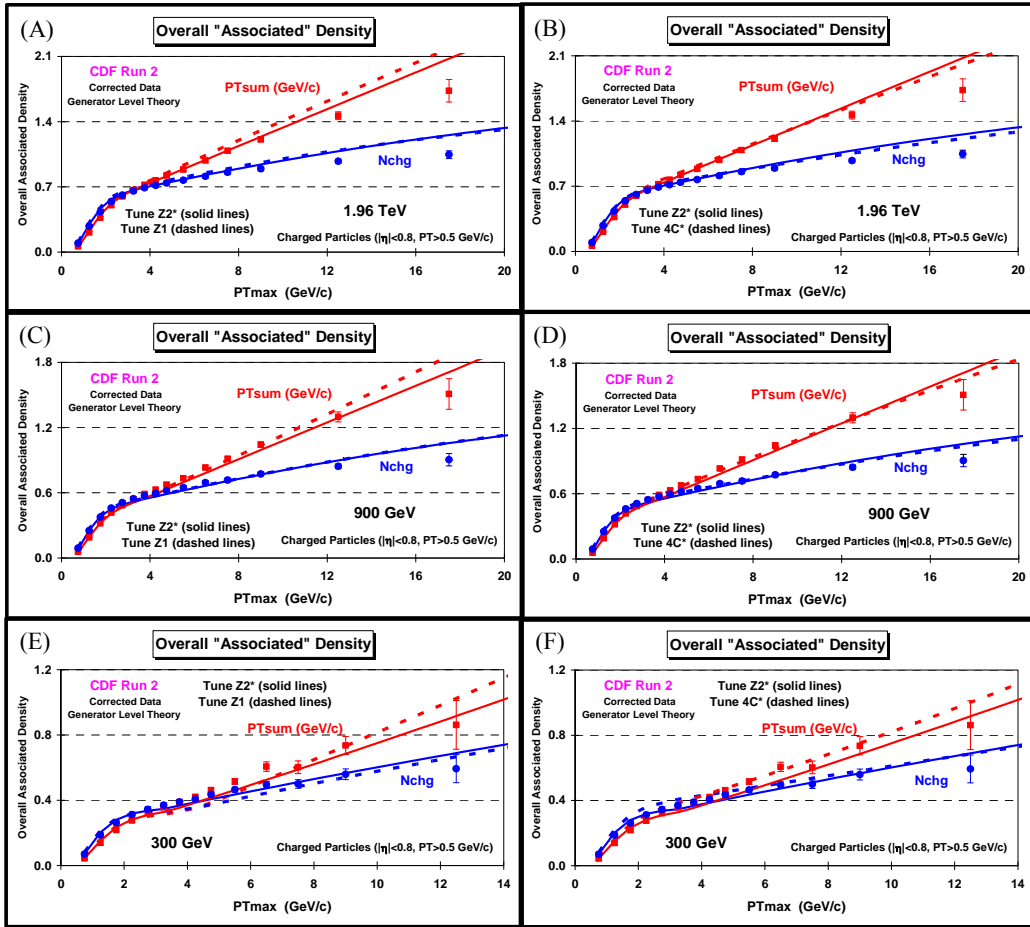 (A)
Overall "Associated" Density
Overall Associated Density
2.1
1.4
0.7
0.0
CDF Run 2
Corrected Data
Generator Level Theory
PTsum (GeV/c)
Nchg
Tune Z2* (solid lines)
Tune Z1 (dashed lines)
1.96 TeV
Charged Particles (|η|<0.8, PT>0.5 GeV/c)
0 4 8 12 16 20
PTmax (GeV/c)
(B)
Overall "Associated" Density
Overall Associated Density
2.1
1.4
0.7
0.0
CDF Run 2
Corrected Data
Generator Level Theory
PTsum (GeV/c)
Nchg
Tune Z2* (solid lines)
Tune 4C* (dashed lines)
1.96 TeV
Charged Particles (|η|<0.8, PT>0.5 GeV/c)
0 4 8 12 16 20
PTmax (GeV/c)
(C)
Overall "Associated" Density
Overall Associated Density
1.8
1.2
0.6
0.0
CDF Run 2
Corrected Data
Generator Level Theory
PTsum (GeV/c)
Nchg
900 GeV
Tune Z2* (solid lines)
Tune Z1 (dashed lines)
Charged Particles (|η|<0.8, PT>0.5 GeV/c)
0 4 8 12 16 20
PTmax (GeV/c)
(D)
Overall "Associated" Density
Overall Associated Density
1.8
1.2
0.6
0.0
CDF Run 2
Corrected Data
Generator Level Theory
PTsum (GeV/c)
Nchg
900 GeV
Tune Z2* (solid lines)
Tune 4C* (dashed lines)
Charged Particles (|η|<0.8, PT>0.5 GeV/c)
0 4 8 12 16 20
PTmax (GeV/c)
(E)
Overall "Associated" Density
Overall Associated Density
1.2
0.8
0.4
0.0
CDF Run 2
Corrected Data
Generator Level Theory
Tune Z2* (solid lines)
Tune Z1 (dashed lines)
PTsum (GeV/c)
Nchg
300 GeV
Charged Particles (|η|<0.8, PT>0.5 GeV/c)
0 2 4 6 8 10 12 14
PTmax (GeV/c)
(F)
Overall "Associated" Density
Overall Associated Density
1.2
0.8
0.4
0.0
CDF Run 2
Corrected Data
Generator Level Theory
Tune Z2* (solid lines)
Tune 4C* (dashed lines)
PTsum (GeV/c)
Nchg
300 GeV
Charged Particles (|η|<0.8, PT>0.5 GeV/c)
0 2 4 6 8 10 12 14
PTmax (GeV/c)